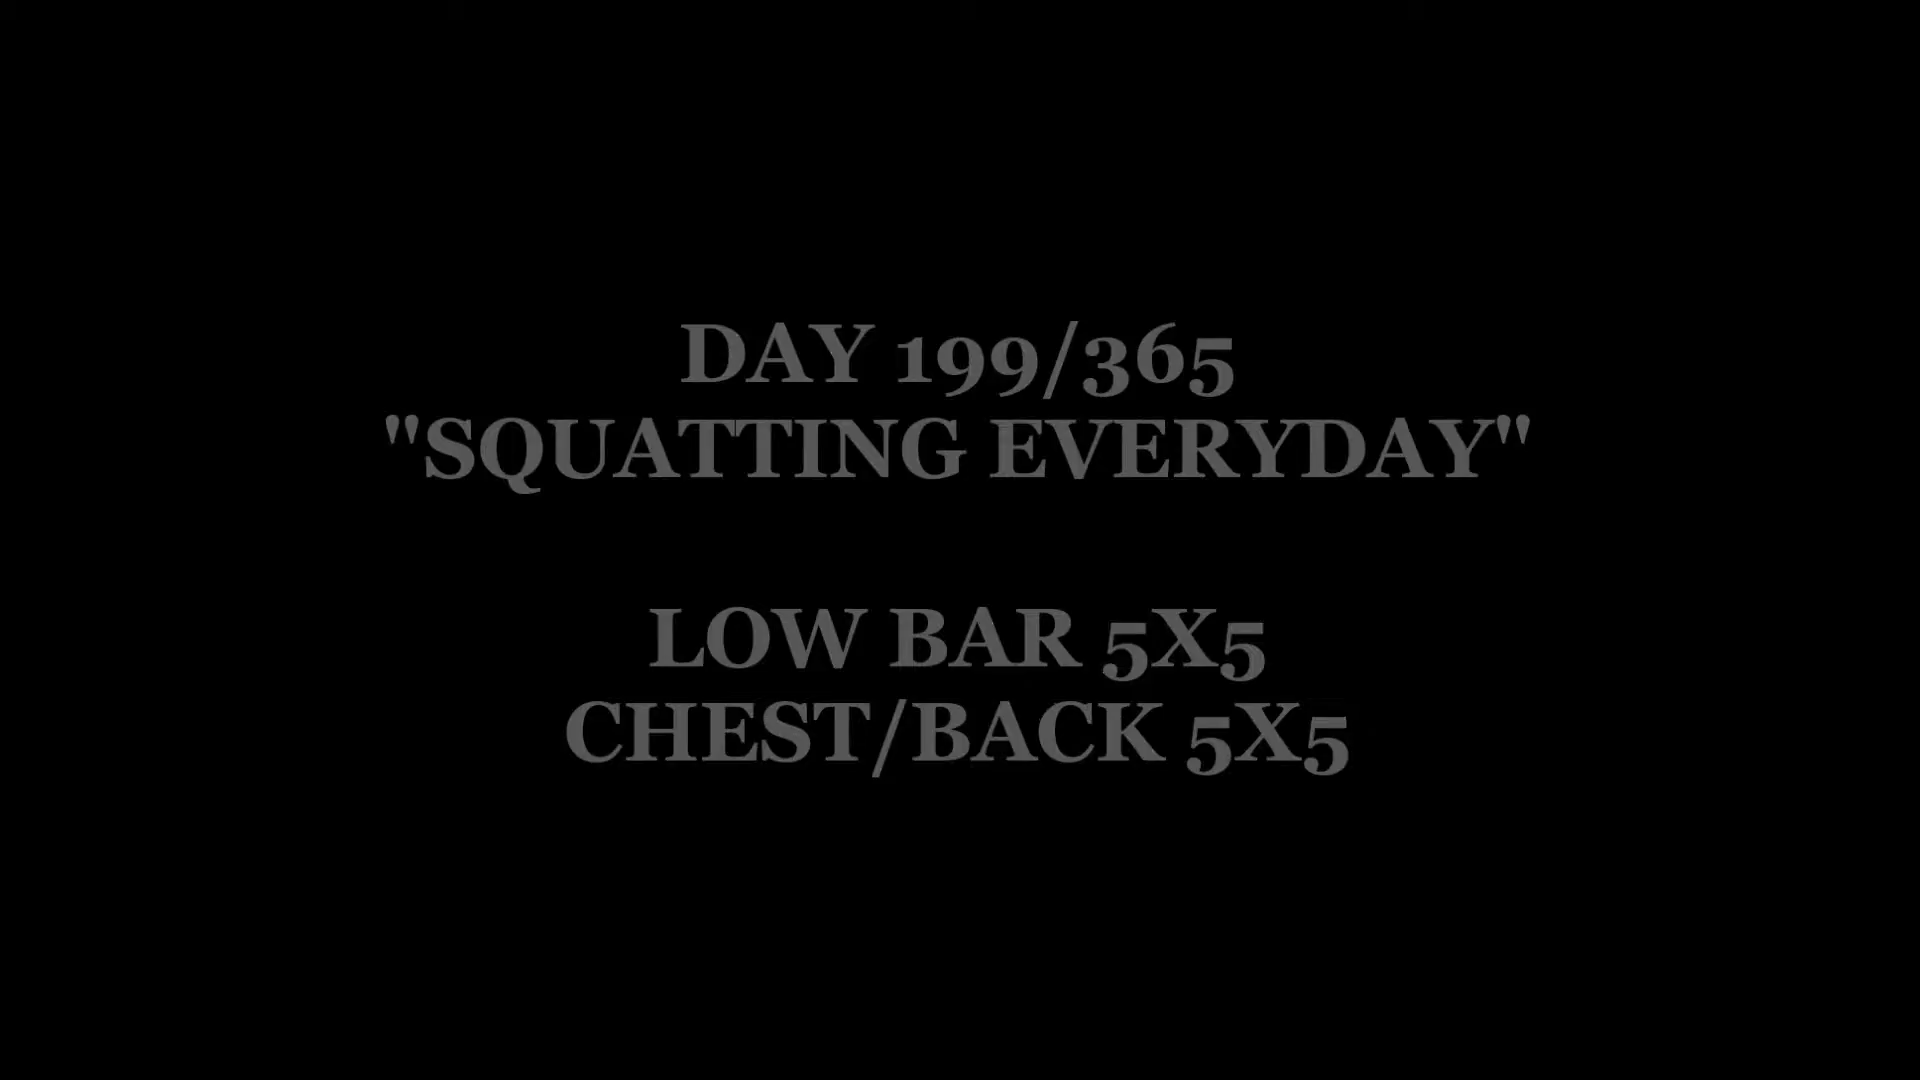 DAY 199/365
"SQUATTING EVERYDAY"
LOW BAR 5X5
CHEST/BACK 5X5